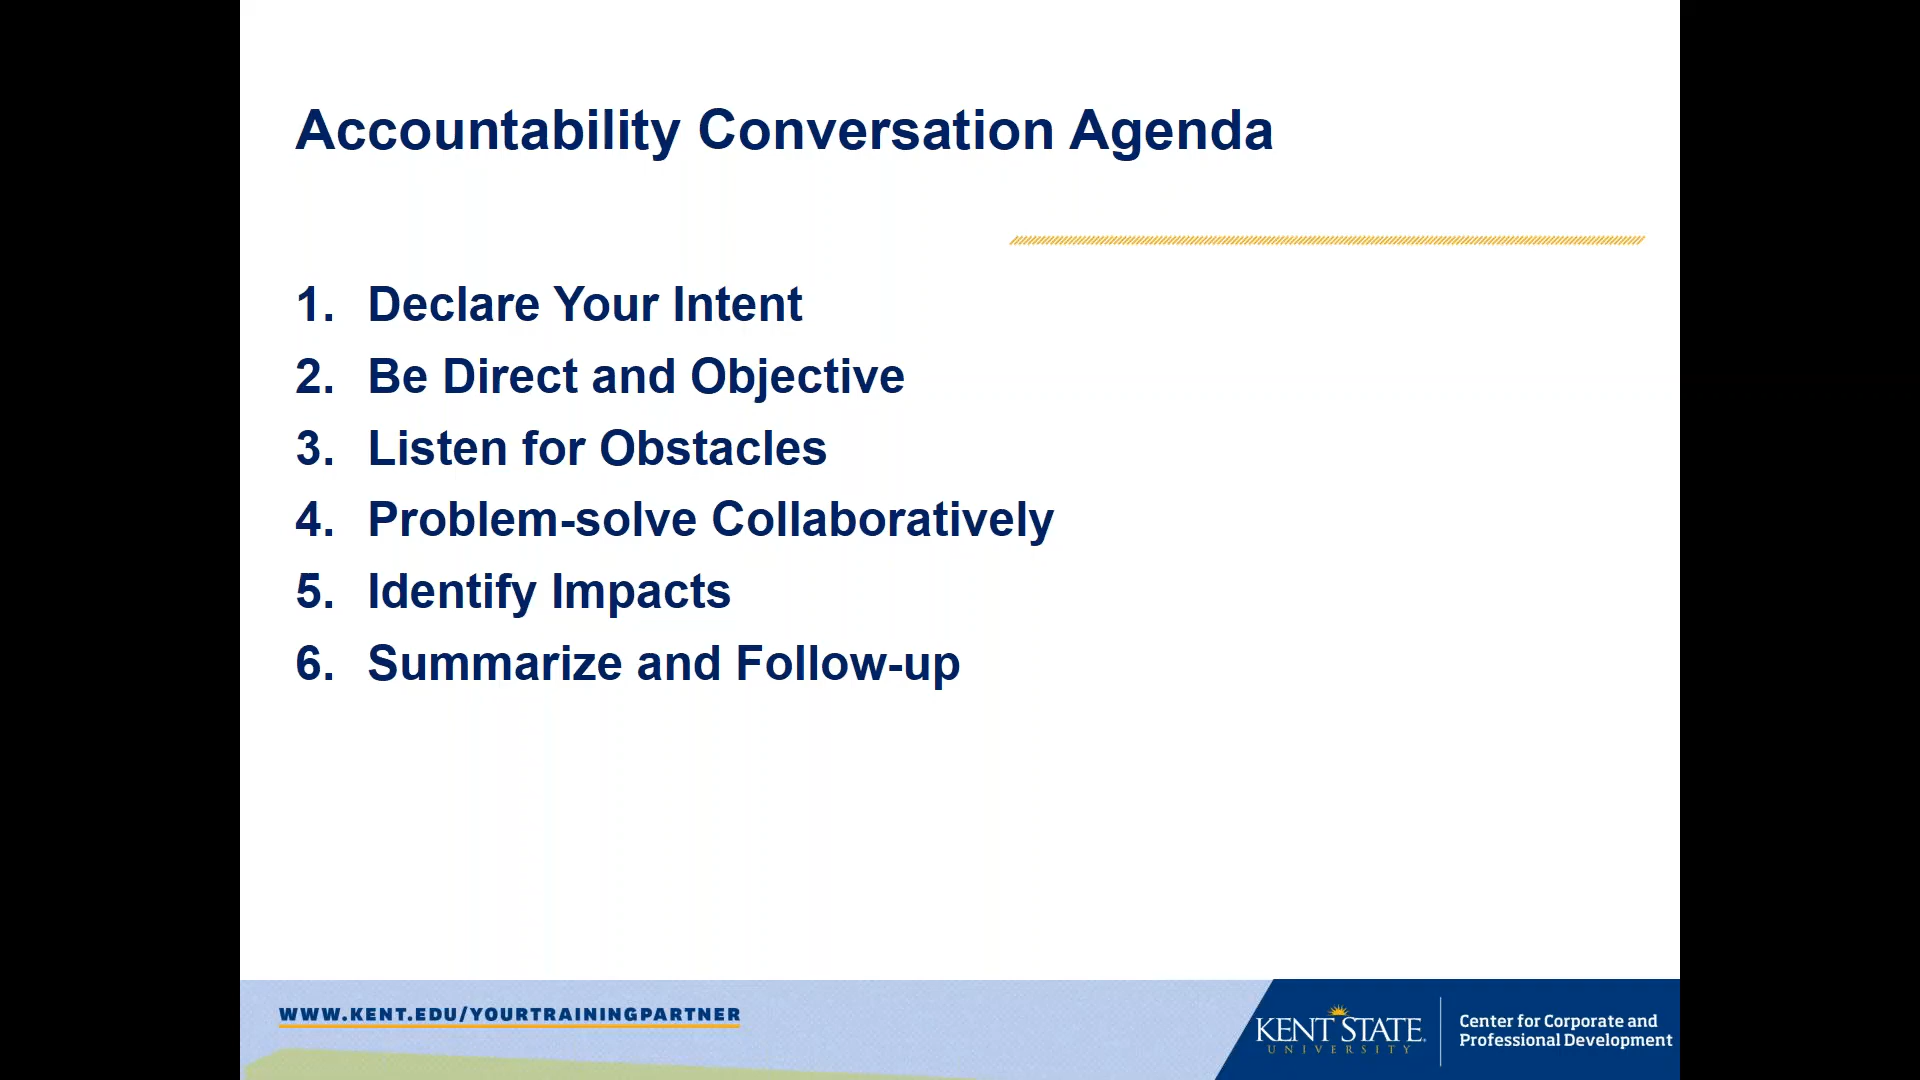 Accountability Conversation Agenda
1. Declare Your Intent
2. Be Direct and Objective
3. Listen for Obstacles
4. Problem-solve Collaboratively
5. Identify Impacts
6. Summarize and Follow-up
WWW.KENT.EDU/YOURTRAININGPARTNER
KENT STATE
UNIVERSITY
Center for Corporate and
Professional Development